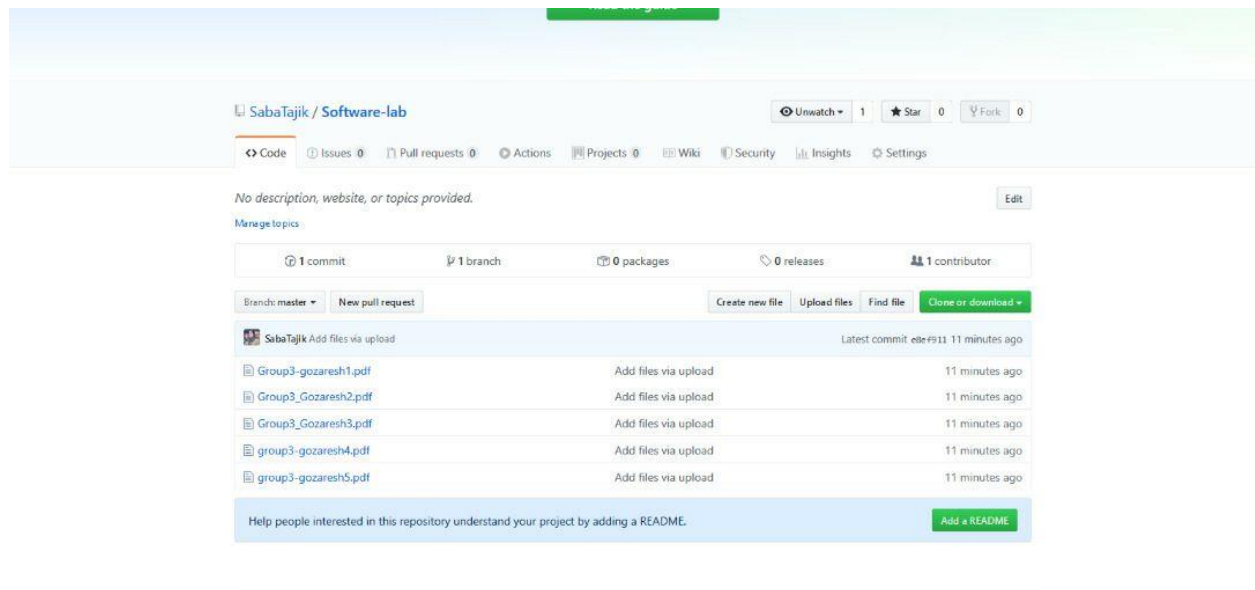 SabaTajik / Software-lab
Unwatch 1 Star 0 Fork 0
Code Issues 0 Pull requests 0 Actions Projects 0 Wiki Security Insights Settings
No description, website, or topics provided.
Edit
Manage topics
1 commit 1 branch 0 packages 0 releases 1 contributor
Branch: master New pull request Create new file Upload files Find file Clone or download
SabaTajik Add files via upload Latest commit e8ef911 11 minutes ago
Group3-gozaresh1.pdf Add files via upload 11 minutes ago
Group3_Gozaresh2.pdf Add files via upload 11 minutes ago
Group3_Gozaresh3.pdf Add files via upload 11 minutes ago
group3-gozaresh4.pdf Add files via upload 11 minutes ago
group3-gozaresh5.pdf Add files via upload 11 minutes ago
Help people interested in this repository understand your project by adding a README. Add a README